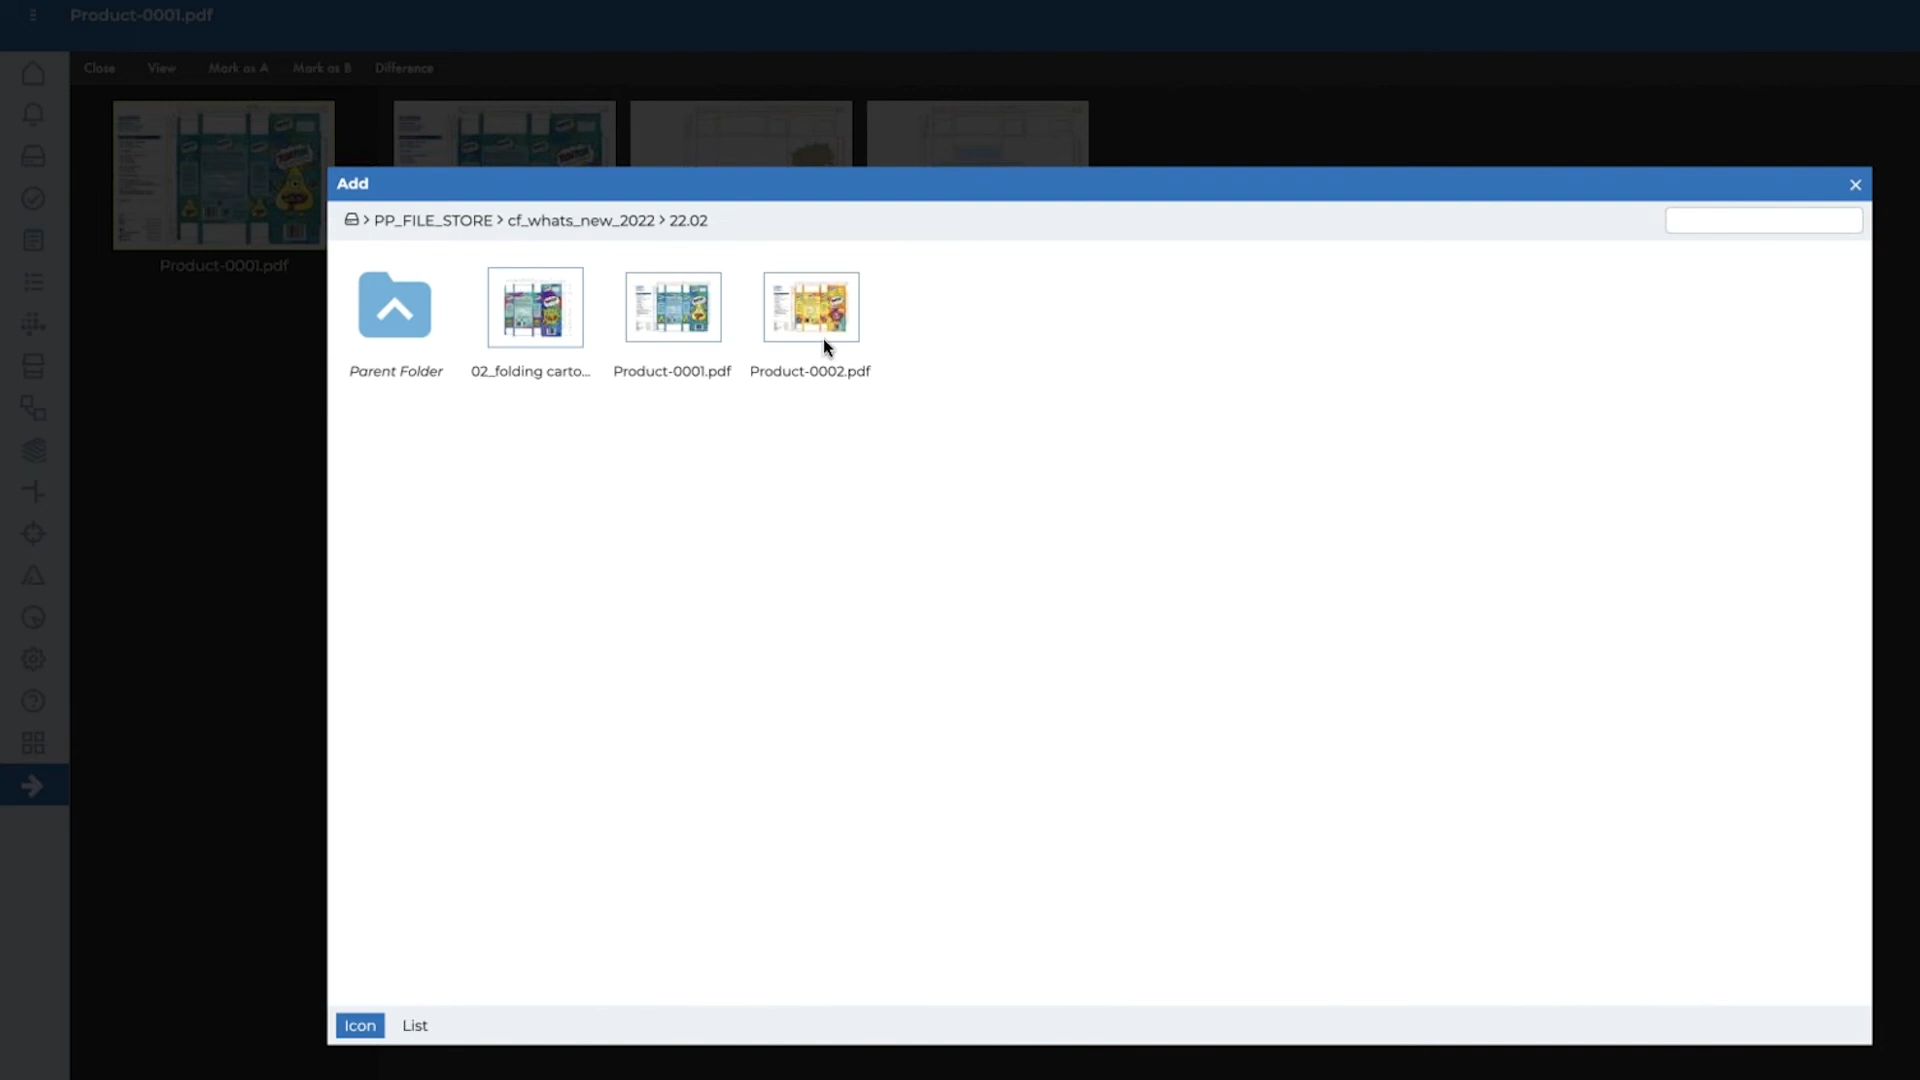 Product-0001.pdf
Close View Mark as A Mark as B Difference
Product-0001.pdf
Add
PP_FILE_STORE > cf_whats_new_2022 > 22.02
Parent Folder
02_folding carto...
Product-0001.pdf
Product-0002.pdf
Icon List